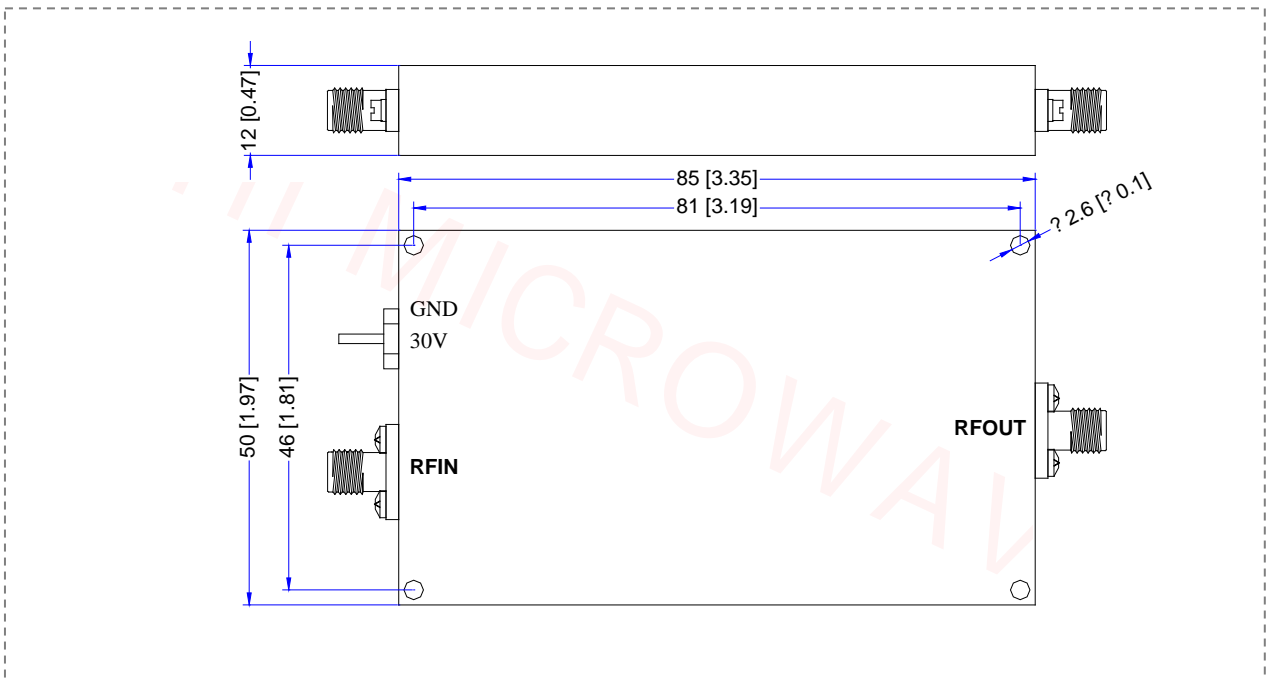 12 [0.47]
85 [3.35]
81 [3.19]
? 2.6 [? 0.1]
GND
30V
50 [1.97]
46 [1.81]
RFOUT
RFIN
MICROWAV